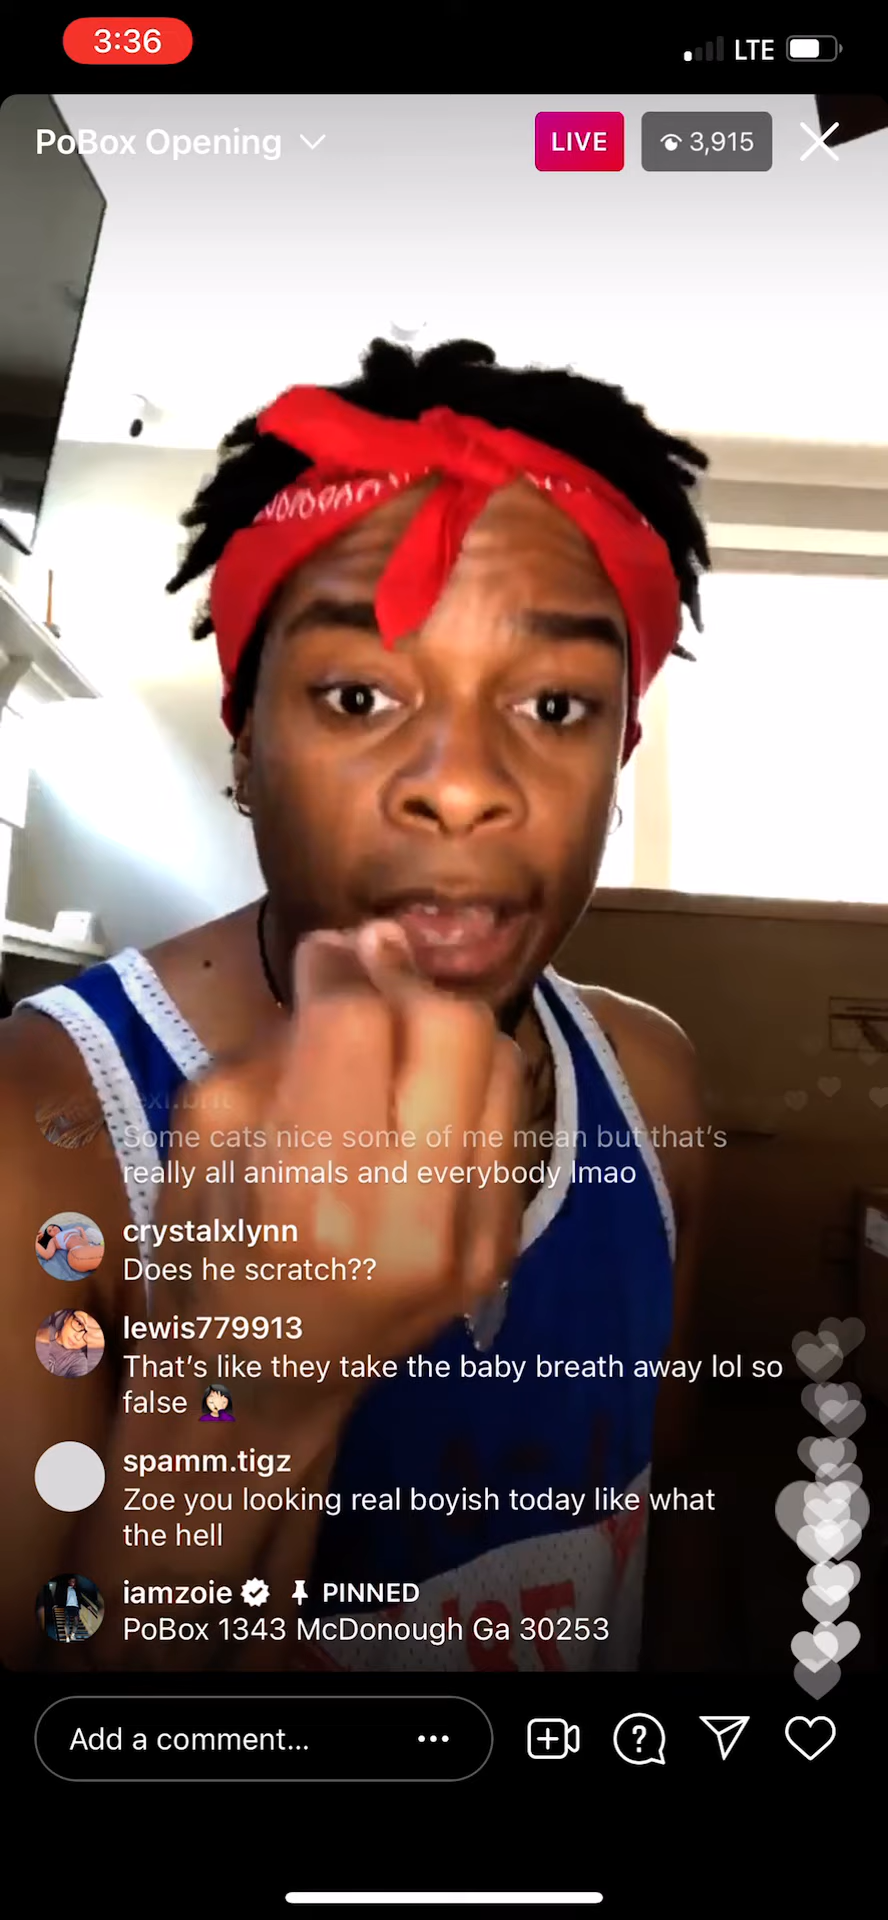 3:36
LTE
PoBox Opening
LIVE
3,915
Some cats nice some of me mean but that's
really all animals and everybody lmao
crystalxlynn
Does he scratch??
lewis779913
That's like they take the baby breath away lol so
false
spamm.tigz
Zoe you looking real boyish today like what
the hell
iamzoie PINNED
PoBox 1343 McDonough Ga 30253
Add a comment...